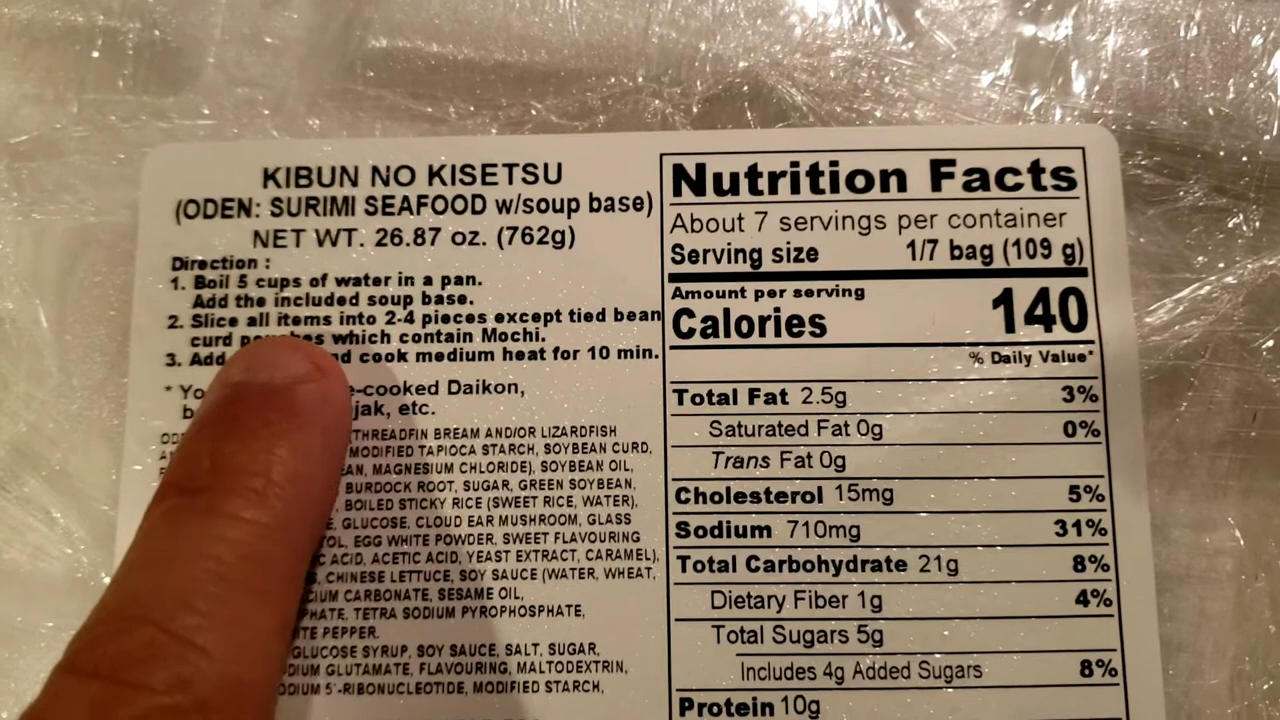 KIBUN NO KISETSU
(ODEN: SURIMI SEAFOOD w/soup base)
NET WT. 26.87 oz. (762g)
Direction :
1. Boil 5 cups of water in a pan.
Add the included soup base.
2. Slice all items into 2-4 pieces except tied bean
curd which contain Mochi.
3. Add cook medium heat for 10 min.
* -cooked Daikon,
etc.
THREADFIN BREAM AND/OR LIZARDFISH
MODIFIED TAPIOCA STARCH, SOYBEAN CURD,
MAGNESIUM CHLORIDE), SOYBEAN OIL,
BURDOCK ROOT, SUGAR, GREEN SOYBEAN,
BOILED STICKY RICE (SWEET RICE, WATER),
GLUCOSE, CLOUD EAR MUSHROOM, GLASS
EGG WHITE POWDER, SWEET FLAVOURING
ACID, ACETIC ACID, YEAST EXTRACT, CARAMEL),
CHINESE LETTUCE, SOY SAUCE (WATER, WHEAT,
CARBONATE, SESAME OIL,
TETRA SODIUM PYROPHOSPHATE,
PEPPER.
GLUCOSE SYRUP, SOY SAUCE, SALT, SUGAR,
GLUTAMATE, FLAVOURING, MALTODEXTRIN,
5'-RIBONUCLEOTIDE, MODIFIED STARCH,
Nutrition Facts
About 7 servings per container
Serving size 1/7 bag (109 g)
Amount per serving
Calories 140
% Daily Value*
Total Fat 2.5g 3%
Saturated Fat 0g 0%
Trans Fat 0g
Cholesterol 15mg 5%
Sodium 710mg 31%
Total Carbohydrate 21g 8%
Dietary Fiber 1g 4%
Total Sugars 5g
Includes 4g Added Sugars 8%
Protein 10g